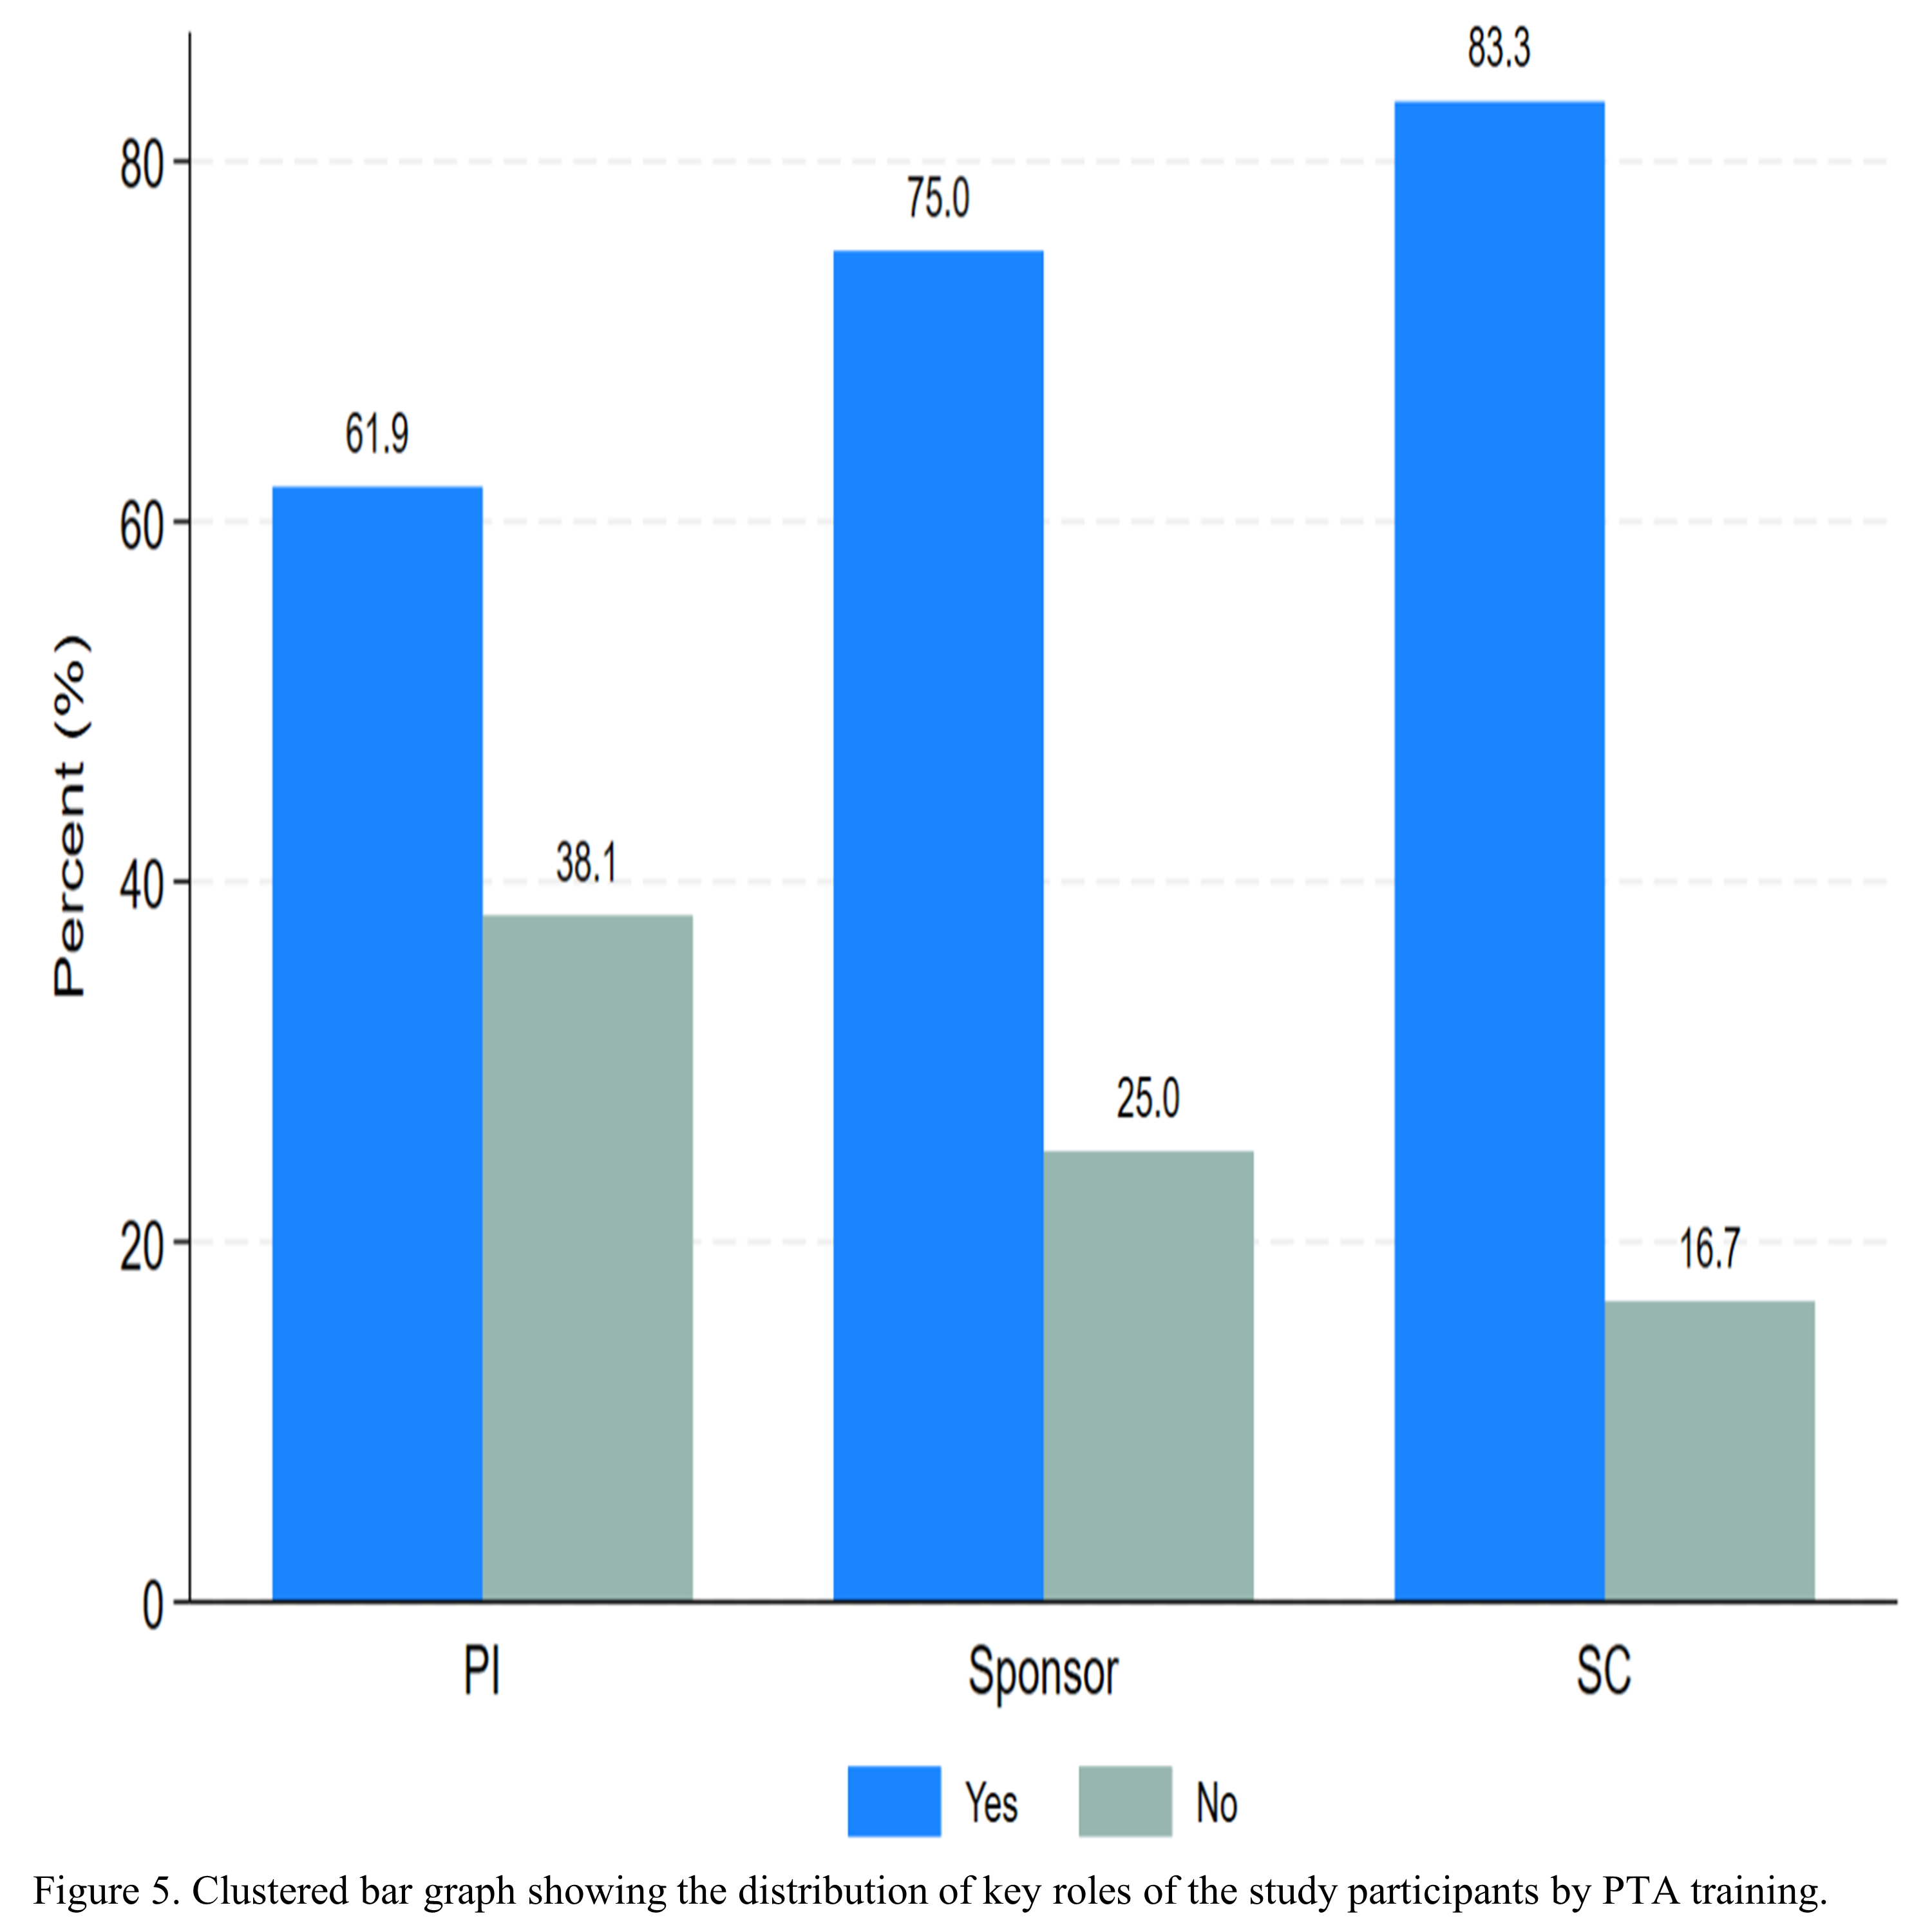 83.3
80
75.0
61.9
60
Percent (%)
40
38.1
25.0
20
16.7
0
PI
Sponsor
SC
Yes
No
Figure 5. Clustered bar graph showing the distribution of key roles of the study participants by PTA training.